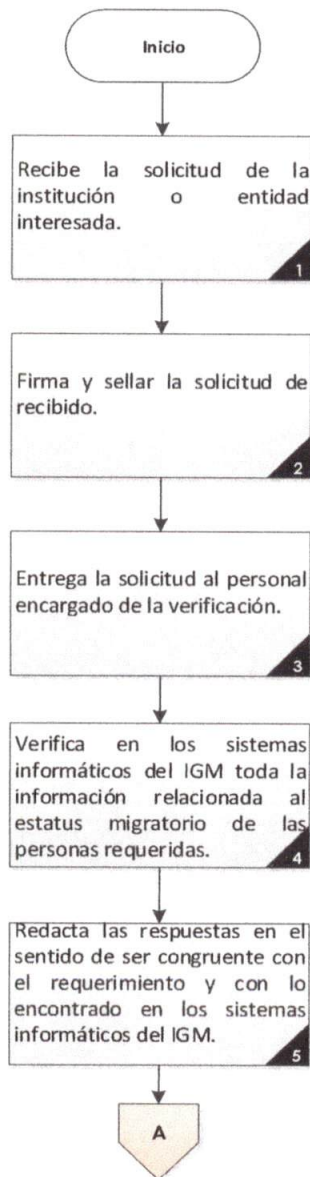 Inicio
Recibe la solicitud de la
institución o entidad
interesada.
1
Firma y sellar la solicitud de
recibido.
2
Entrega la solicitud al personal
encargado de la verificación.
3
Verifica en los sistemas
informáticos del IGM toda la
información relacionada al
estatus migratorio de las
personas requeridas.
4
Redacta las respuestas en el
sentido de ser congruente con
el requerimiento y con lo
encontrado en los sistemas
informáticos del IGM.
5
A